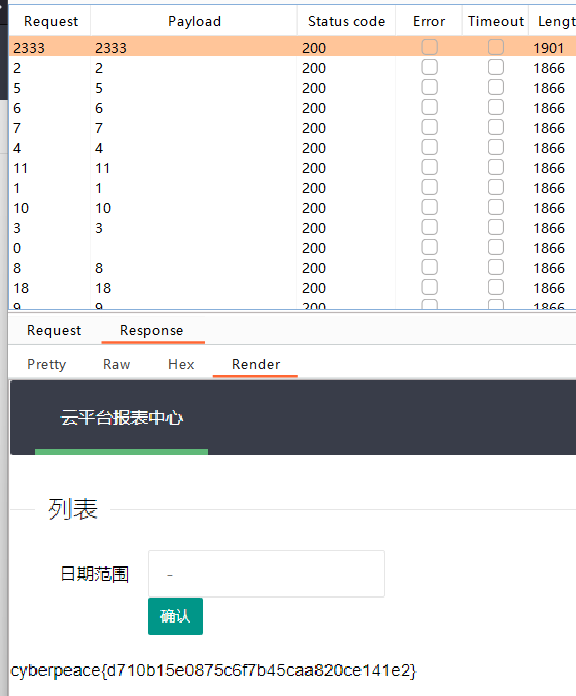 Request Payload Status code Error Timeout Lengt
2333 2333 200 1901
2 2 200 1866
5 5 200 1866
6 6 200 1866
7 7 200 1866
4 4 200 1866
11 11 200 1866
1 1 200 1866
10 10 200 1866
3 3 200 1866
0 200 1866
8 8 200 1866
18 18 200 1866
9 9 200 1866
Request Response
Pretty Raw Hex Render
云平台报表中心
列表
日期范围 -
确认
cyberpeace{d710b15e0875c6f7b45caa820ce141e2}